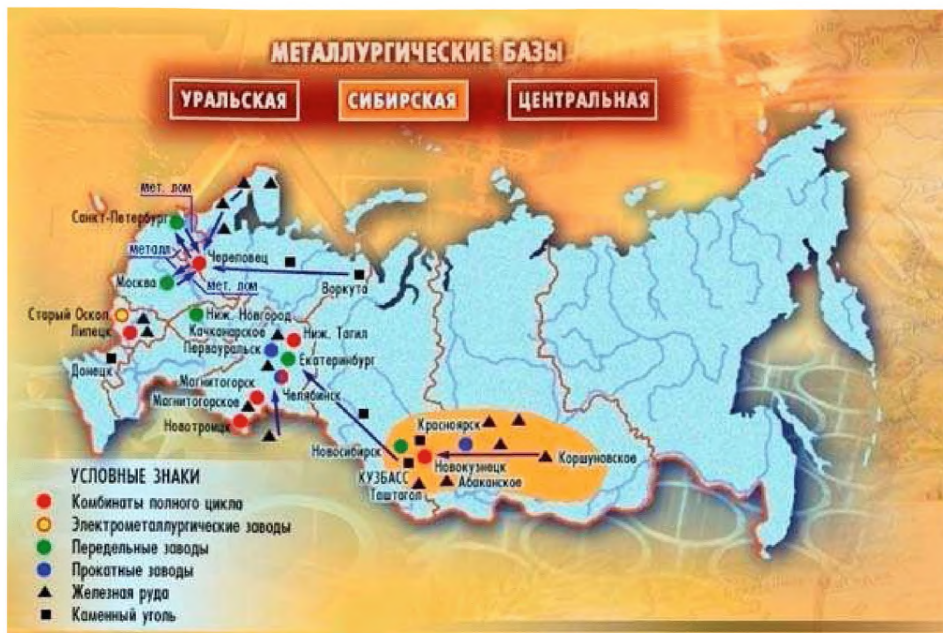 МЕТАЛЛУРГИЧЕСКИЕ БАЗЫ
УРАЛЬСКАЯ
СИБИРСКАЯ
ЦЕНТРАЛЬНАЯ
мет. лом
Санкт-Петербург
металл
Череповец
Москва
мет. лом
Воркута
Старый Оскол
Ниж. Новгород
Липецк
Качканарское
Ниж. Тагил
Первоуральск
Екатеринбург
Донецк
Магнитогорск
Челябинск
Магнитогорское
Новотроицк
Красноярск
Новосибирск
Новокузнецк
Коршуновское
КУЗБАСС
Абаканское
Таштагол
УСЛОВНЫЕ ЗНАКИ
Комбинаты полного цикла
Электрометаллургические заводы
Передельные заводы
Прокатные заводы
Железная руда
Каменный уголь